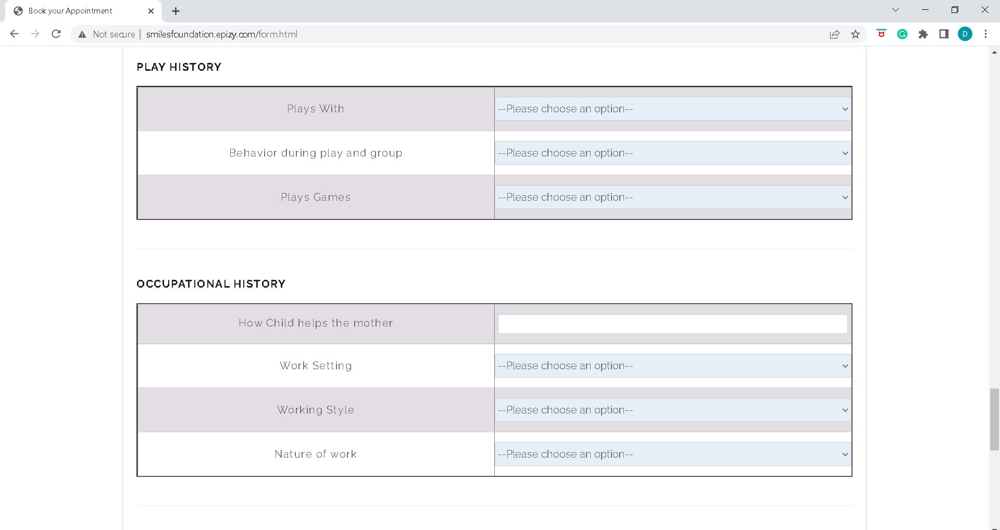 Book your Appointment
Not secure | smilesfoundation.epizy.com/form.html
D
PLAY HISTORY
Plays With --Please choose an option--
Behavior during play and group --Please choose an option--
Plays Games --Please choose an option--
OCCUPATIONAL HISTORY
How Child helps the mother
Work Setting --Please choose an option--
Working Style --Please choose an option--
Nature of work --Please choose an option--